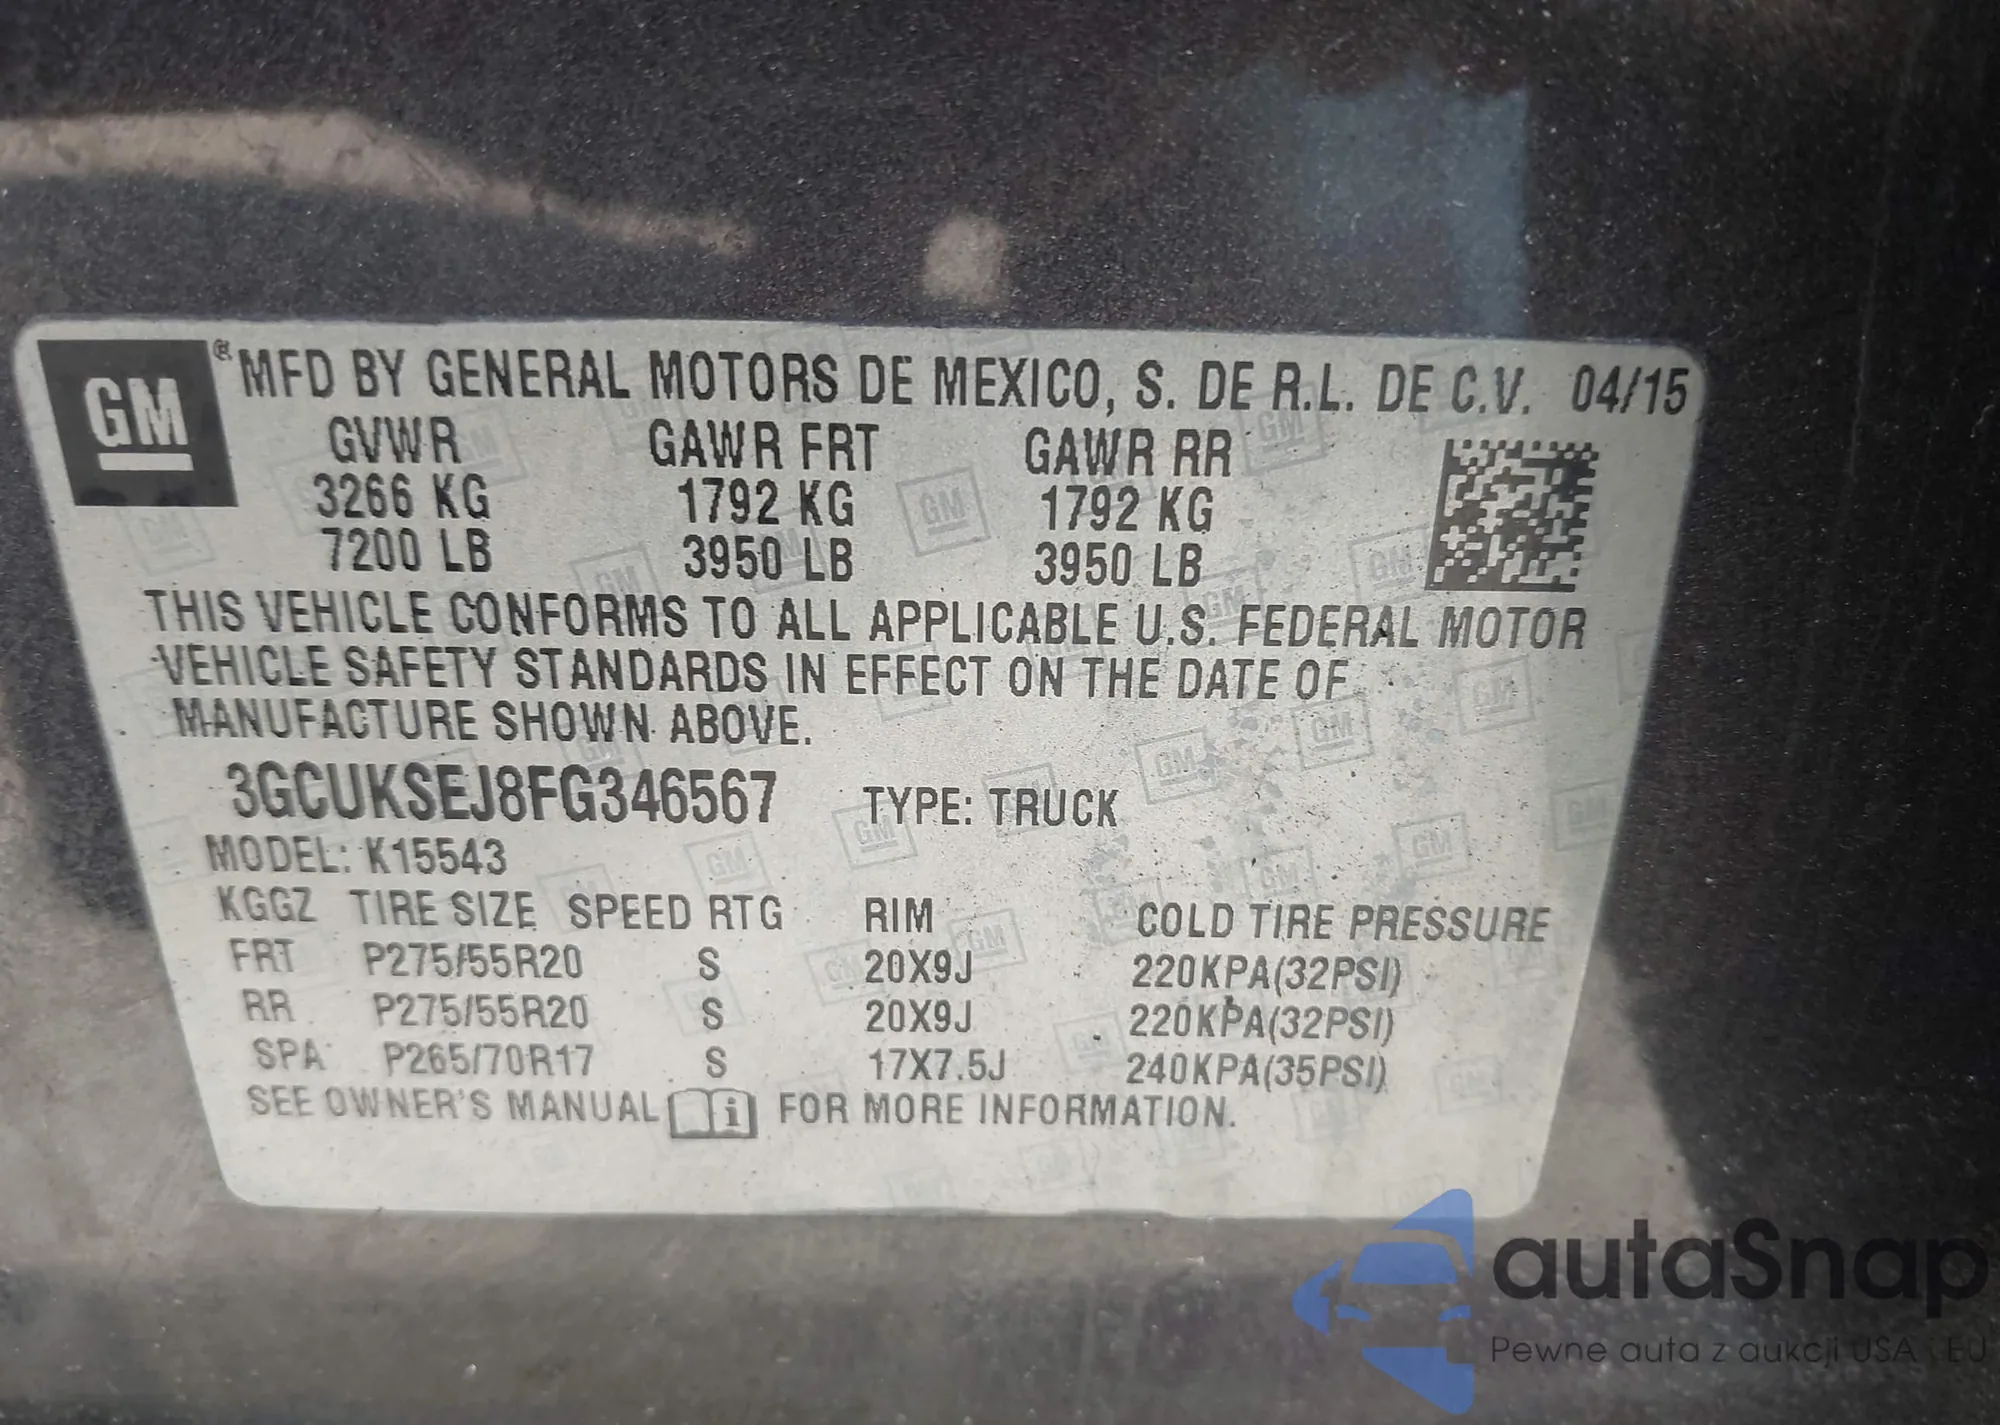 GM
®MFD BY GENERAL MOTORS DE MEXICO, S. DE R.L. DE C.V. 04/15
GVWR GAWR FRT GAWR RR
3266 KG 1792 KG 1792 KG
7200 LB 3950 LB 3950 LB
THIS VEHICLE CONFORMS TO ALL APPLICABLE U.S. FEDERAL MOTOR
VEHICLE SAFETY STANDARDS IN EFFECT ON THE DATE OF
MANUFACTURE SHOWN ABOVE.
3GCUKSEJ8FG346567 TYPE: TRUCK
MODEL: K15543
KGGZ TIRE SIZE SPEED RTG RIM COLD TIRE PRESSURE
FRT P275/55R20 S 20X9J 220KPA(32PSI)
RR P275/55R20 S 20X9J 220KPA(32PSI)
SPA P265/70R17 S 17X7.5J 240KPA(35PSI)
SEE OWNER'S MANUAL i FOR MORE INFORMATION.
autaSnap
Pewne auta z aukcji USA i EU